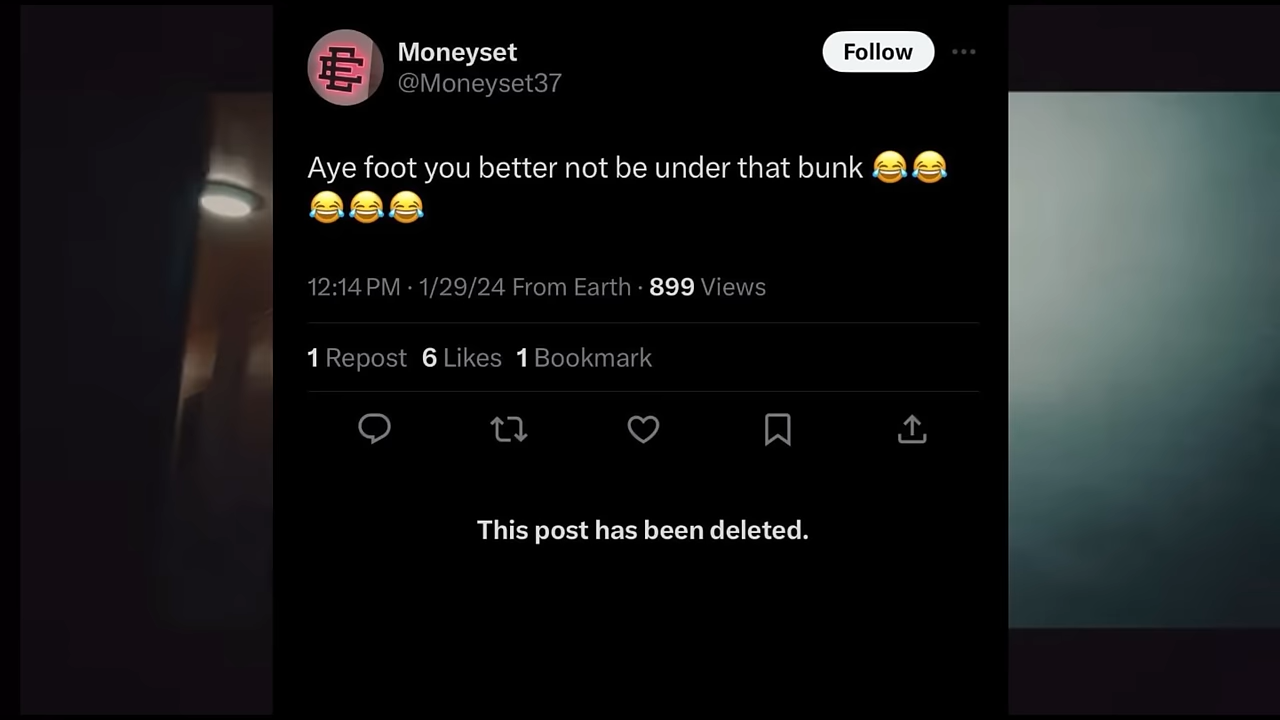 Moneyset
@Moneyset37
Follow
Aye foot you better not be under that bunk 😂😂
😂😂😂
12:14 PM · 1/29/24 From Earth · 899 Views
1 Repost 6 Likes 1 Bookmark
This post has been deleted.